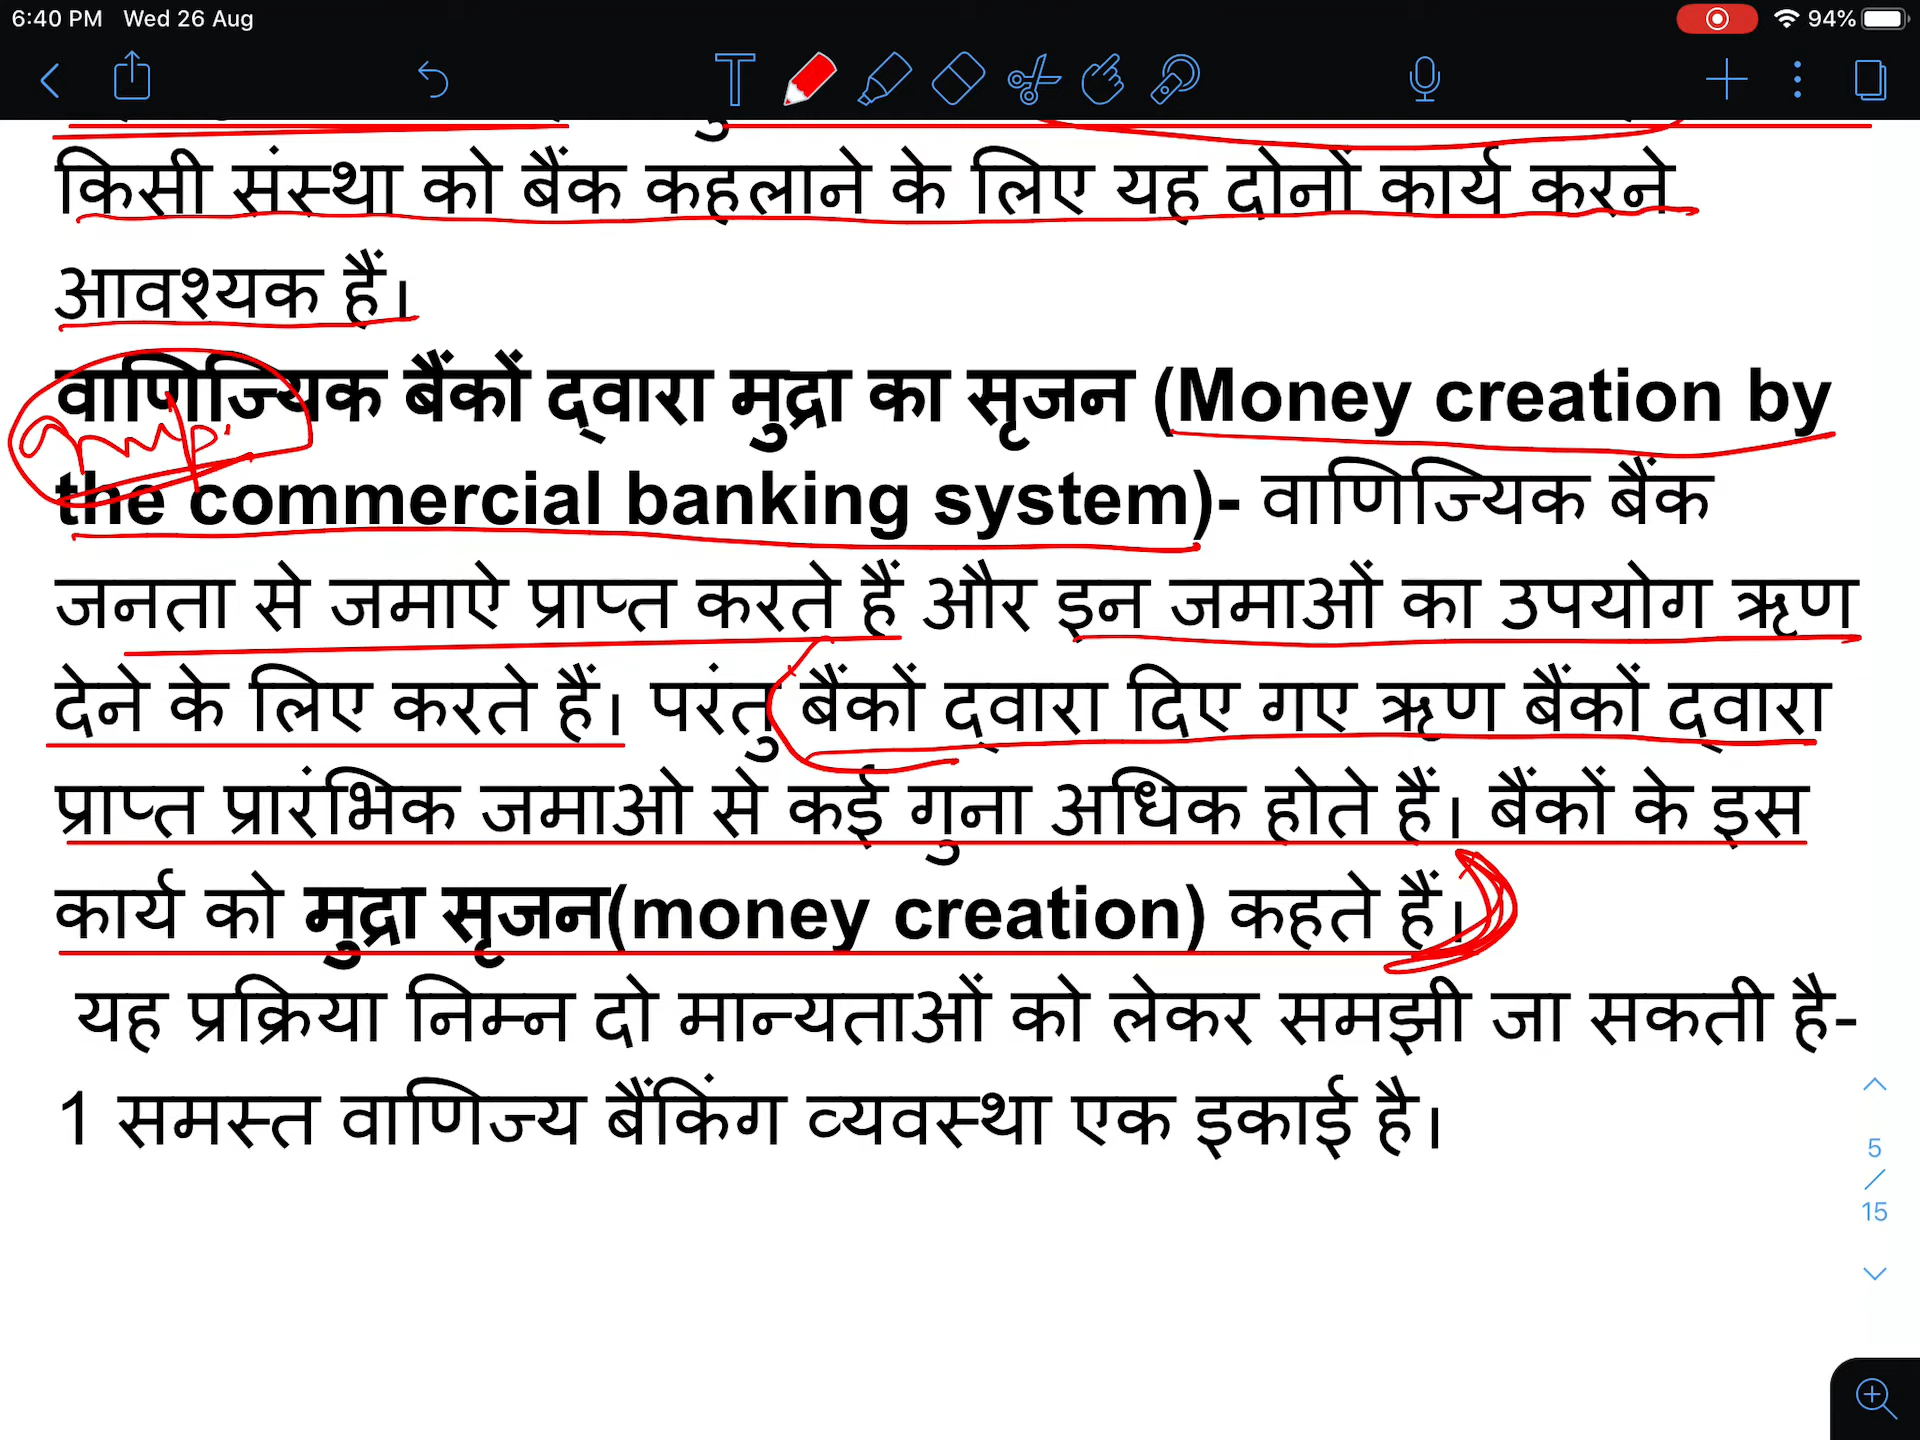 6:40 PM Wed 26 Aug 94%
किसी संस्था को बैंक कहलाने के लिए यह दोनों कार्य करने
आवश्यक हैं।
वाणिज्यिक बैंकों द्वारा मुद्रा का सृजन (Money creation by
Imp.
the commercial banking system)- वाणिज्यिक बैंक
जनता से जमाऐ प्राप्त करते हैं और इन जमाओं का उपयोग ऋण
देने के लिए करते हैं। परंतु बैंकों द्वारा दिए गए ऋण बैंकों द्वारा
प्राप्त प्रारंभिक जमाओ से कई गुना अधिक होते हैं। बैंकों के इस
कार्य को मुद्रा सृजन(money creation) कहते हैं।
यह प्रक्रिया निम्न दो मान्यताओं को लेकर समझी जा सकती है-
1 समस्त वाणिज्य बैंकिंग व्यवस्था एक इकाई है।
5
/
15